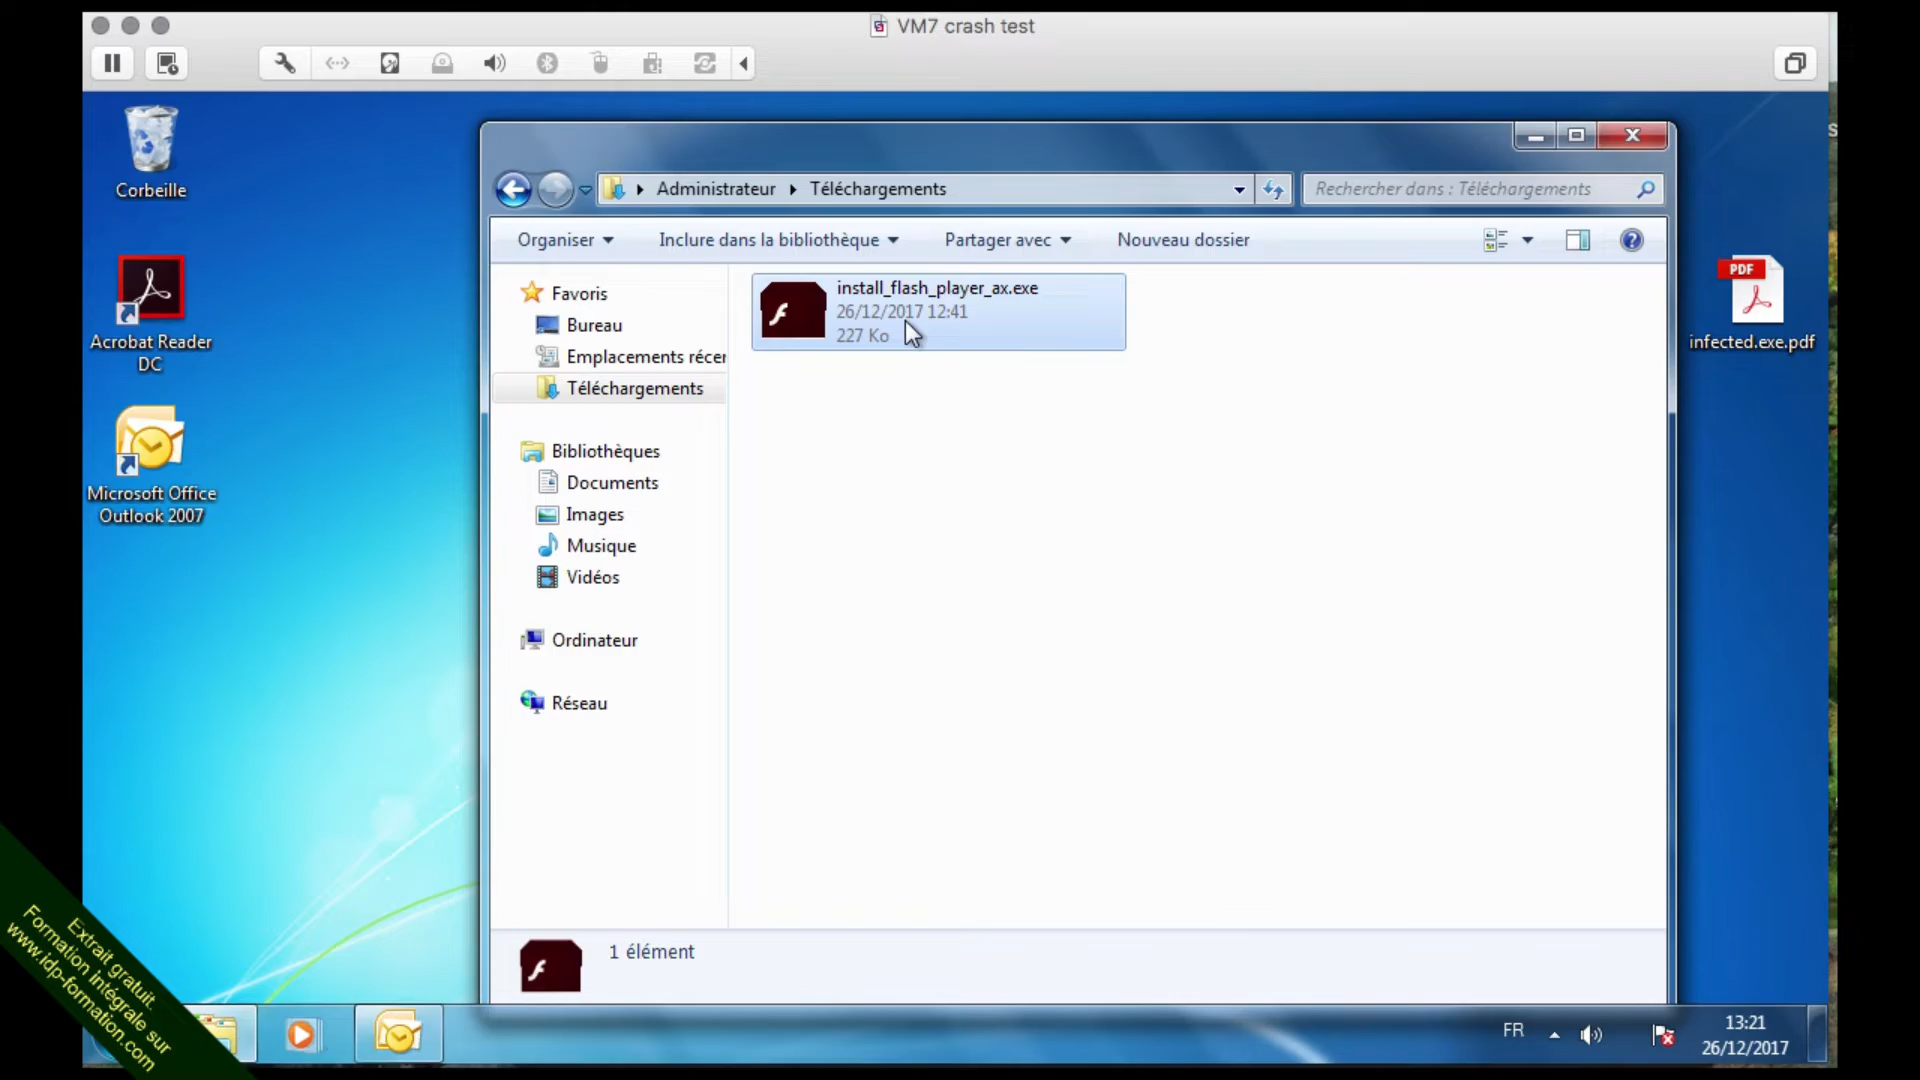 VM7 crash test
Corbeille
Acrobat Reader
DC
Microsoft Office
Outlook 2007
Administrateur
Téléchargements
Rechercher dans : Téléchargements
Organiser
Inclure dans la bibliothèque
Partager avec
Nouveau dossier
Favoris
Bureau
Emplacements récer
Téléchargements
Bibliothèques
Documents
Images
Musique
Vidéos
Ordinateur
Réseau
install_flash_player_ax.exe
26/12/2017 12:41
227 Ko
PDF
infected.exe.pdf
1 élément
FR
13:21
26/12/2017
Extrait gratuit.
Formation intégrale sur
www.idp-formation.com